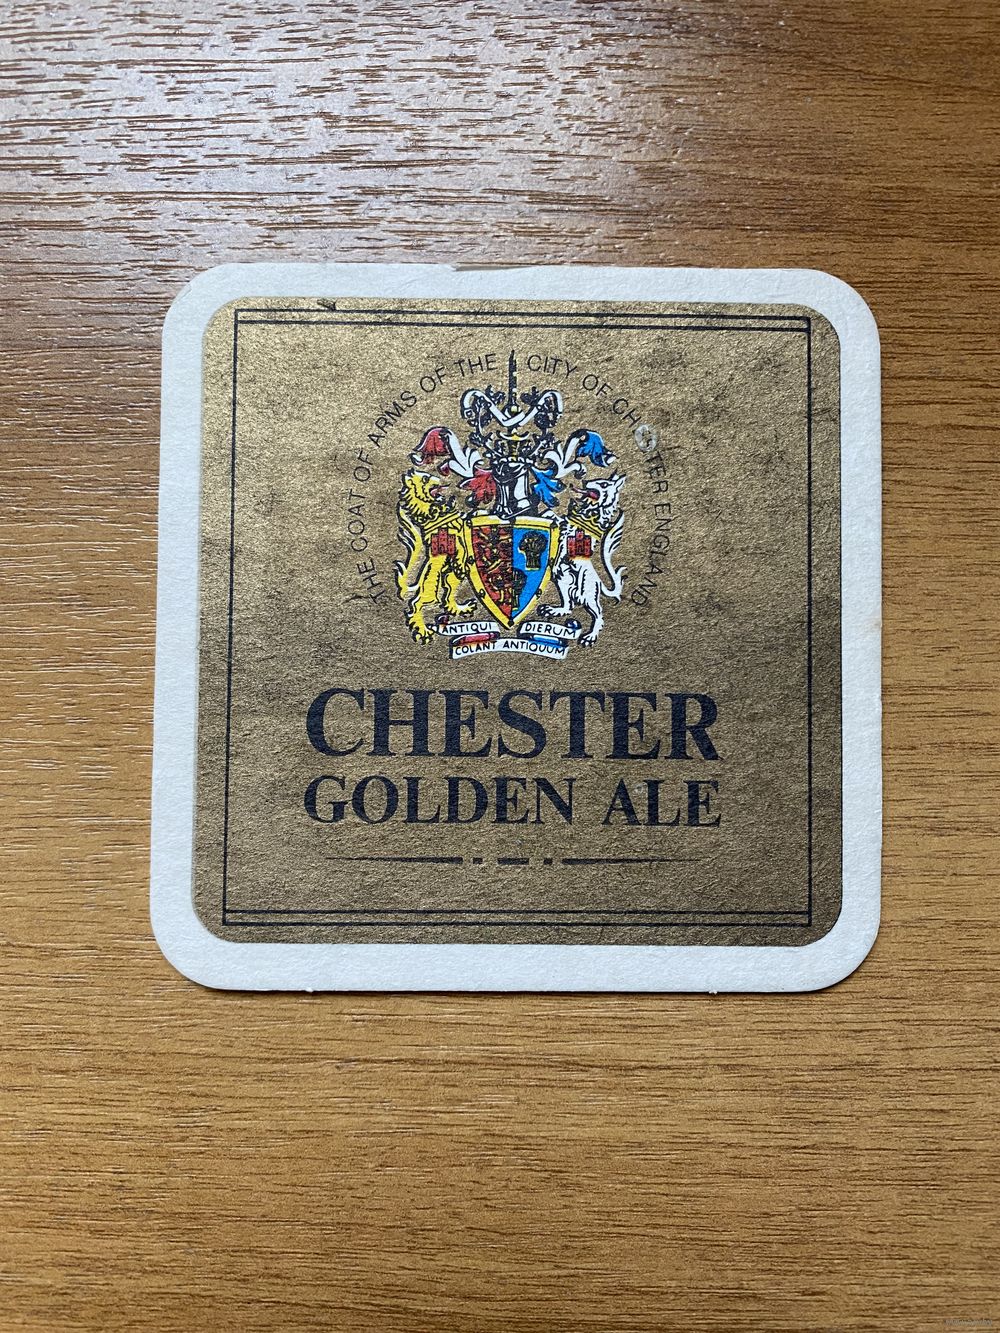 THE COAT OF ARMS OF THE CITY OF CHESTER ENGLAND
ANTIQUI DIERUM
COLANT ANTIQUUM
CHESTER
GOLDEN ALE